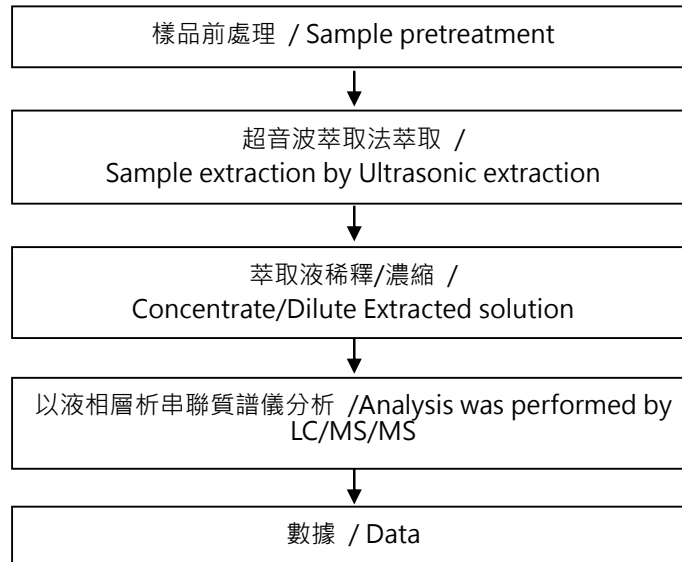 樣品前處理 / Sample pretreatment
超音波萃取法萃取 /
Sample extraction by Ultrasonic extraction
萃取液稀釋/濃縮 /
Concentrate/Dilute Extracted solution
以液相層析串聯質譜儀分析 /Analysis was performed by
LC/MS/MS
數據 / Data